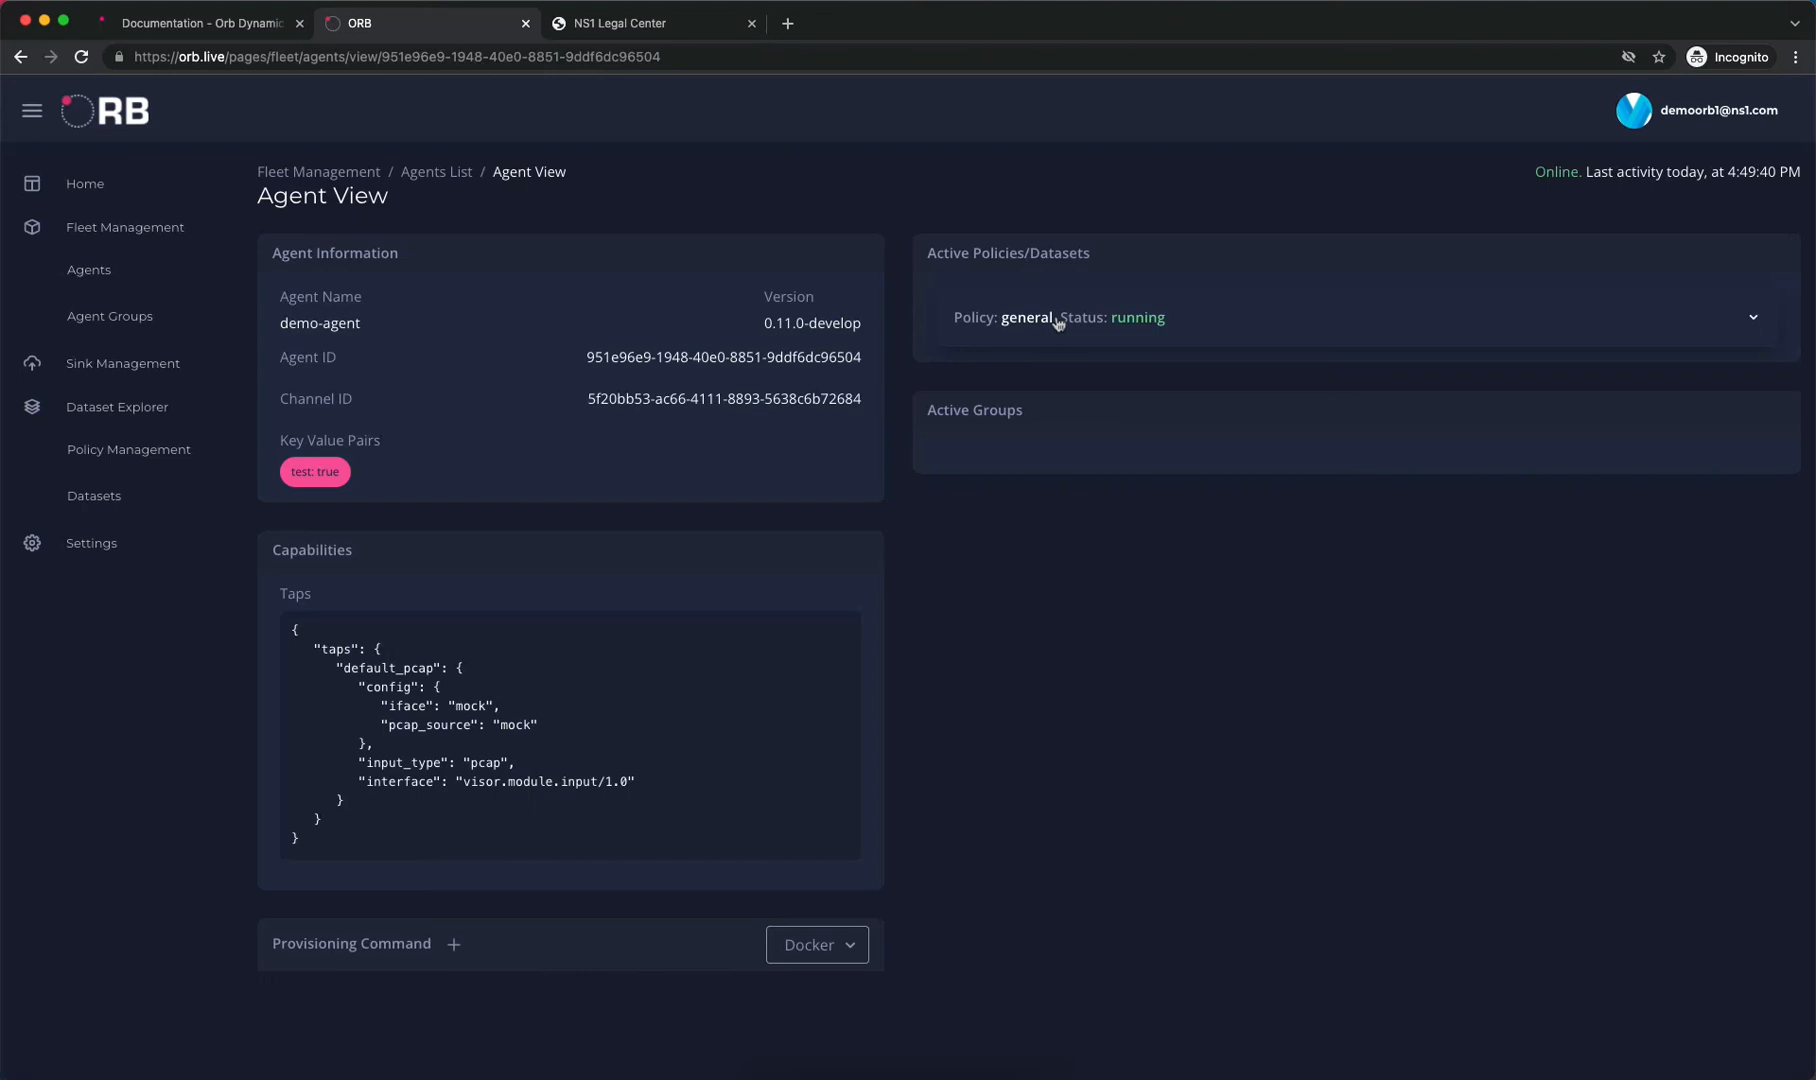 Documentation - Orb Dynamic
ORB
NS1 Legal Center
https://orb.live/pages/fleet/agents/view/951e96e9-1948-40e0-8851-9ddf6dc96504
Incognito
ORB
demoorb1@ns1.com
Home
Fleet Management
Agents
Agent Groups
Sink Management
Dataset Explorer
Policy Management
Datasets
Settings
Fleet Management / Agents List / Agent View
Online. Last activity today, at 4:49:40 PM
Agent View
Agent Information
Agent Name
Version
demo-agent
0.11.0-develop
Agent ID
951e96e9-1948-40e0-8851-9ddf6dc96504
Channel ID
5f20bb53-ac66-4111-8893-5638c6b72684
Key Value Pairs
test: true
Capabilities
Taps
{
"taps": {
"default_pcap": {
"config": {
"iface": "mock",
"pcap_source": "mock"
},
"input_type": "pcap",
"interface": "visor.module.input/1.0"
}
}
}
Provisioning Command +
Docker
Active Policies/Datasets
Policy: general Status: running
Active Groups